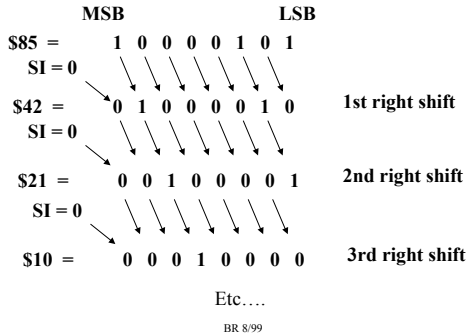 MSB LSB
$85 = 1 0 0 0 0 1 0 1
SI = 0
$42 = 0 1 0 0 0 0 1 0 1st right shift
SI = 0
$21 = 0 0 1 0 0 0 0 1 2nd right shift
SI = 0
$10 = 0 0 0 1 0 0 0 0 3rd right shift
Etc….
BR 8/99